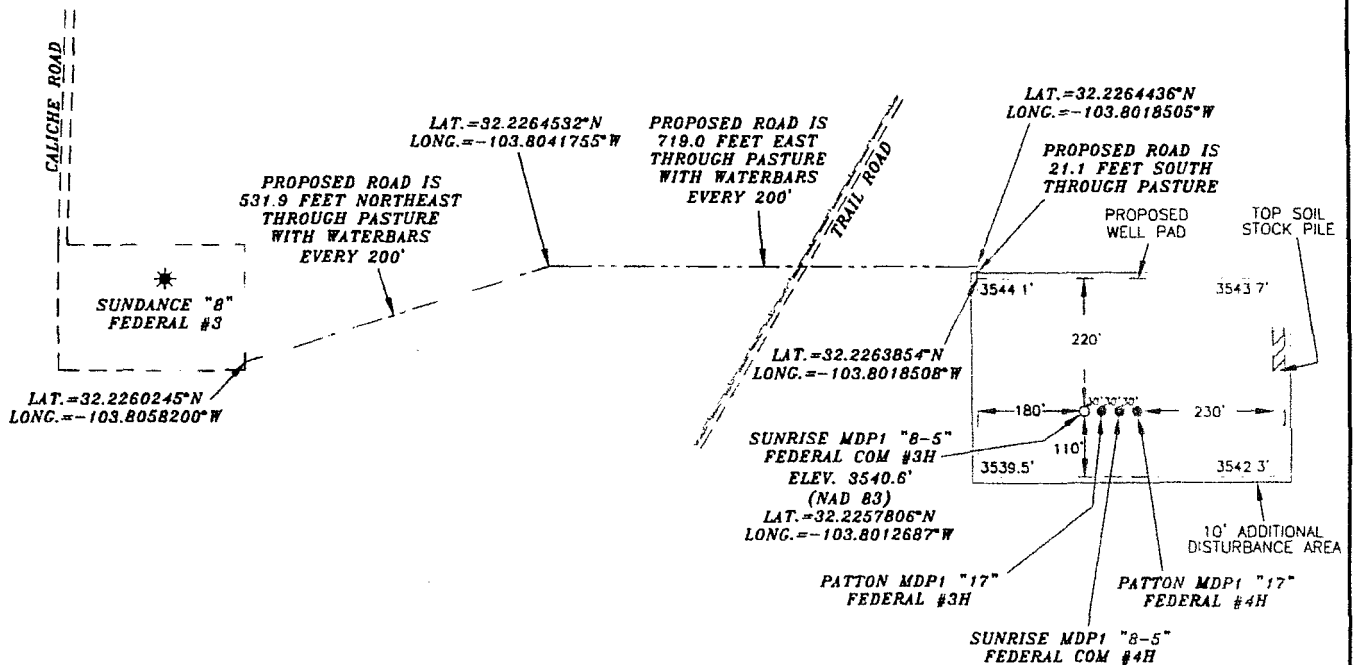 CALICHE ROAD
LAT.=32.2264532°N
LONG.=-103.8041755°W
PROPOSED ROAD IS
719.0 FEET EAST
THROUGH PASTURE
WITH WATERBARS
EVERY 200'
LAT.=32.2264436°N
LONG.=-103.8018505°W
PROPOSED ROAD IS
21.1 FEET SOUTH
THROUGH PASTURE
PROPOSED ROAD IS
531.9 FEET NORTHEAST
THROUGH PASTURE
WITH WATERBARS
EVERY 200'
TRAIL ROAD
PROPOSED
WELL PAD
TOP SOIL
STOCK PILE
SUNDANCE "8"
FEDERAL #3
3544.1'
3543.7'
220'
LAT.=32.2263854°N
LONG.=-103.8018508°W
LAT.=32.2260245°N
LONG.=-103.8058200°W
180'
30'
30'
30'
230'
110'
SUNRISE MDP1 "8-5"
FEDERAL COM #3H
ELEV. 3540.6'
(NAD 83)
LAT.=32.2257806°N
LONG.=-103.8012687°W
3539.5'
3542.3'
10' ADDITIONAL
DISTURBANCE AREA
PATTON MDP1 "17"
FEDERAL #3H
PATTON MDP1 "17"
FEDERAL #4H
SUNRISE MDP1 "8-5"
FEDERAL COM #4H